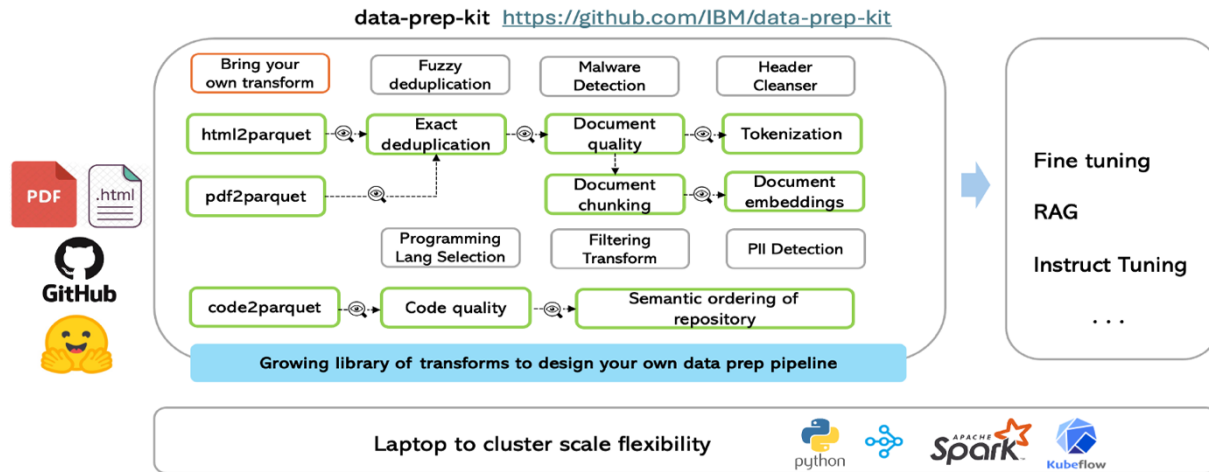 data-prep-kit https://github.com/IBM/data-prep-kit
Bring your
own transform
Fuzzy
deduplication
Malware
Detection
Header
Cleanser
html2parquet
Exact
deduplication
Document
quality
Tokenization
pdf2parquet
Document
chunking
Document
embeddings
Programming
Lang Selection
Filtering
Transform
PII Detection
code2parquet
Code quality
Semantic ordering of
repository
Growing library of transforms to design your own data prep pipeline
PDF
.html
GitHub
Fine tuning
RAG
Instruct Tuning
...
Laptop to cluster scale flexibility
python
APACHE
Spark
Kubeflow